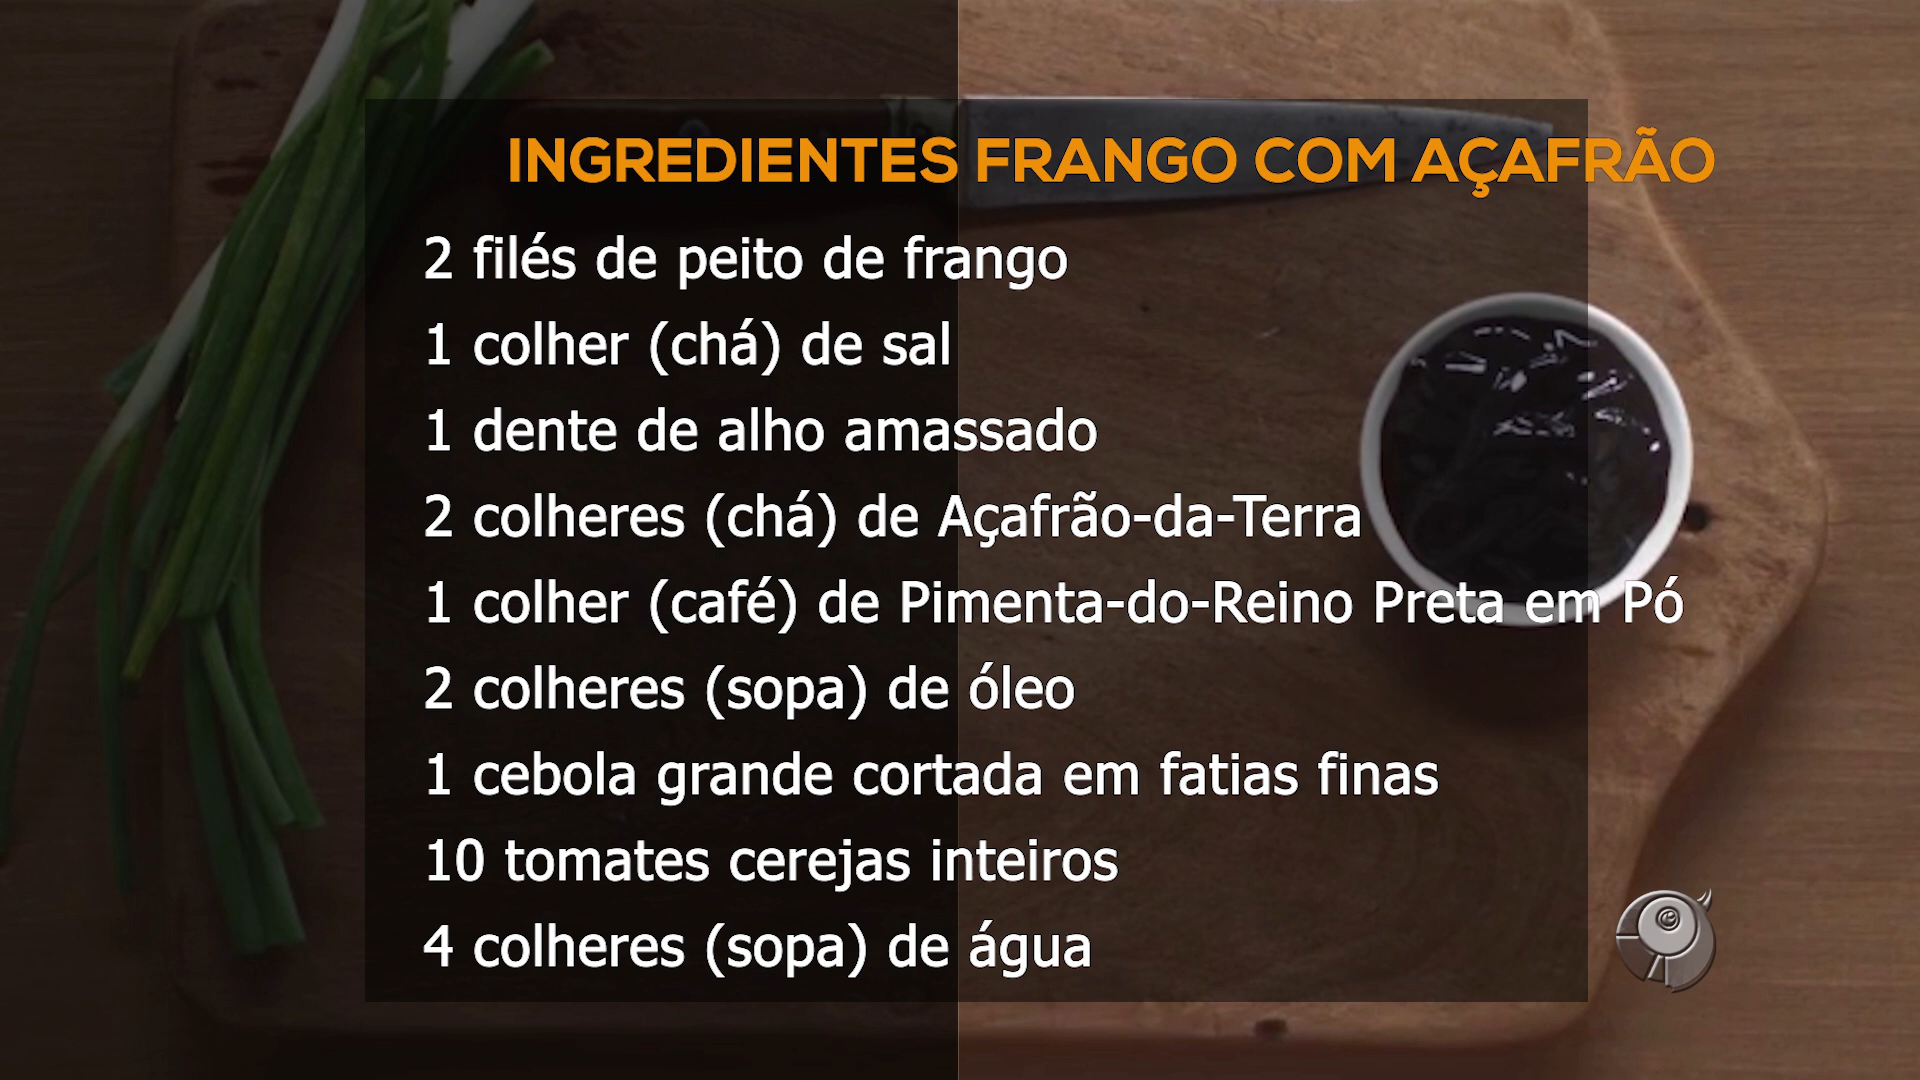 INGREDIENTES FRANGO COM AÇAFRÃO
2 filés de peito de frango
1 colher (chá) de sal
1 dente de alho amassado
2 colheres (chá) de Açafrão-da-Terra
1 colher (café) de Pimenta-do-Reino Preta em Pó
2 colheres (sopa) de óleo
1 cebola grande cortada em fatias finas
10 tomates cerejas inteiros
4 colheres (sopa) de água